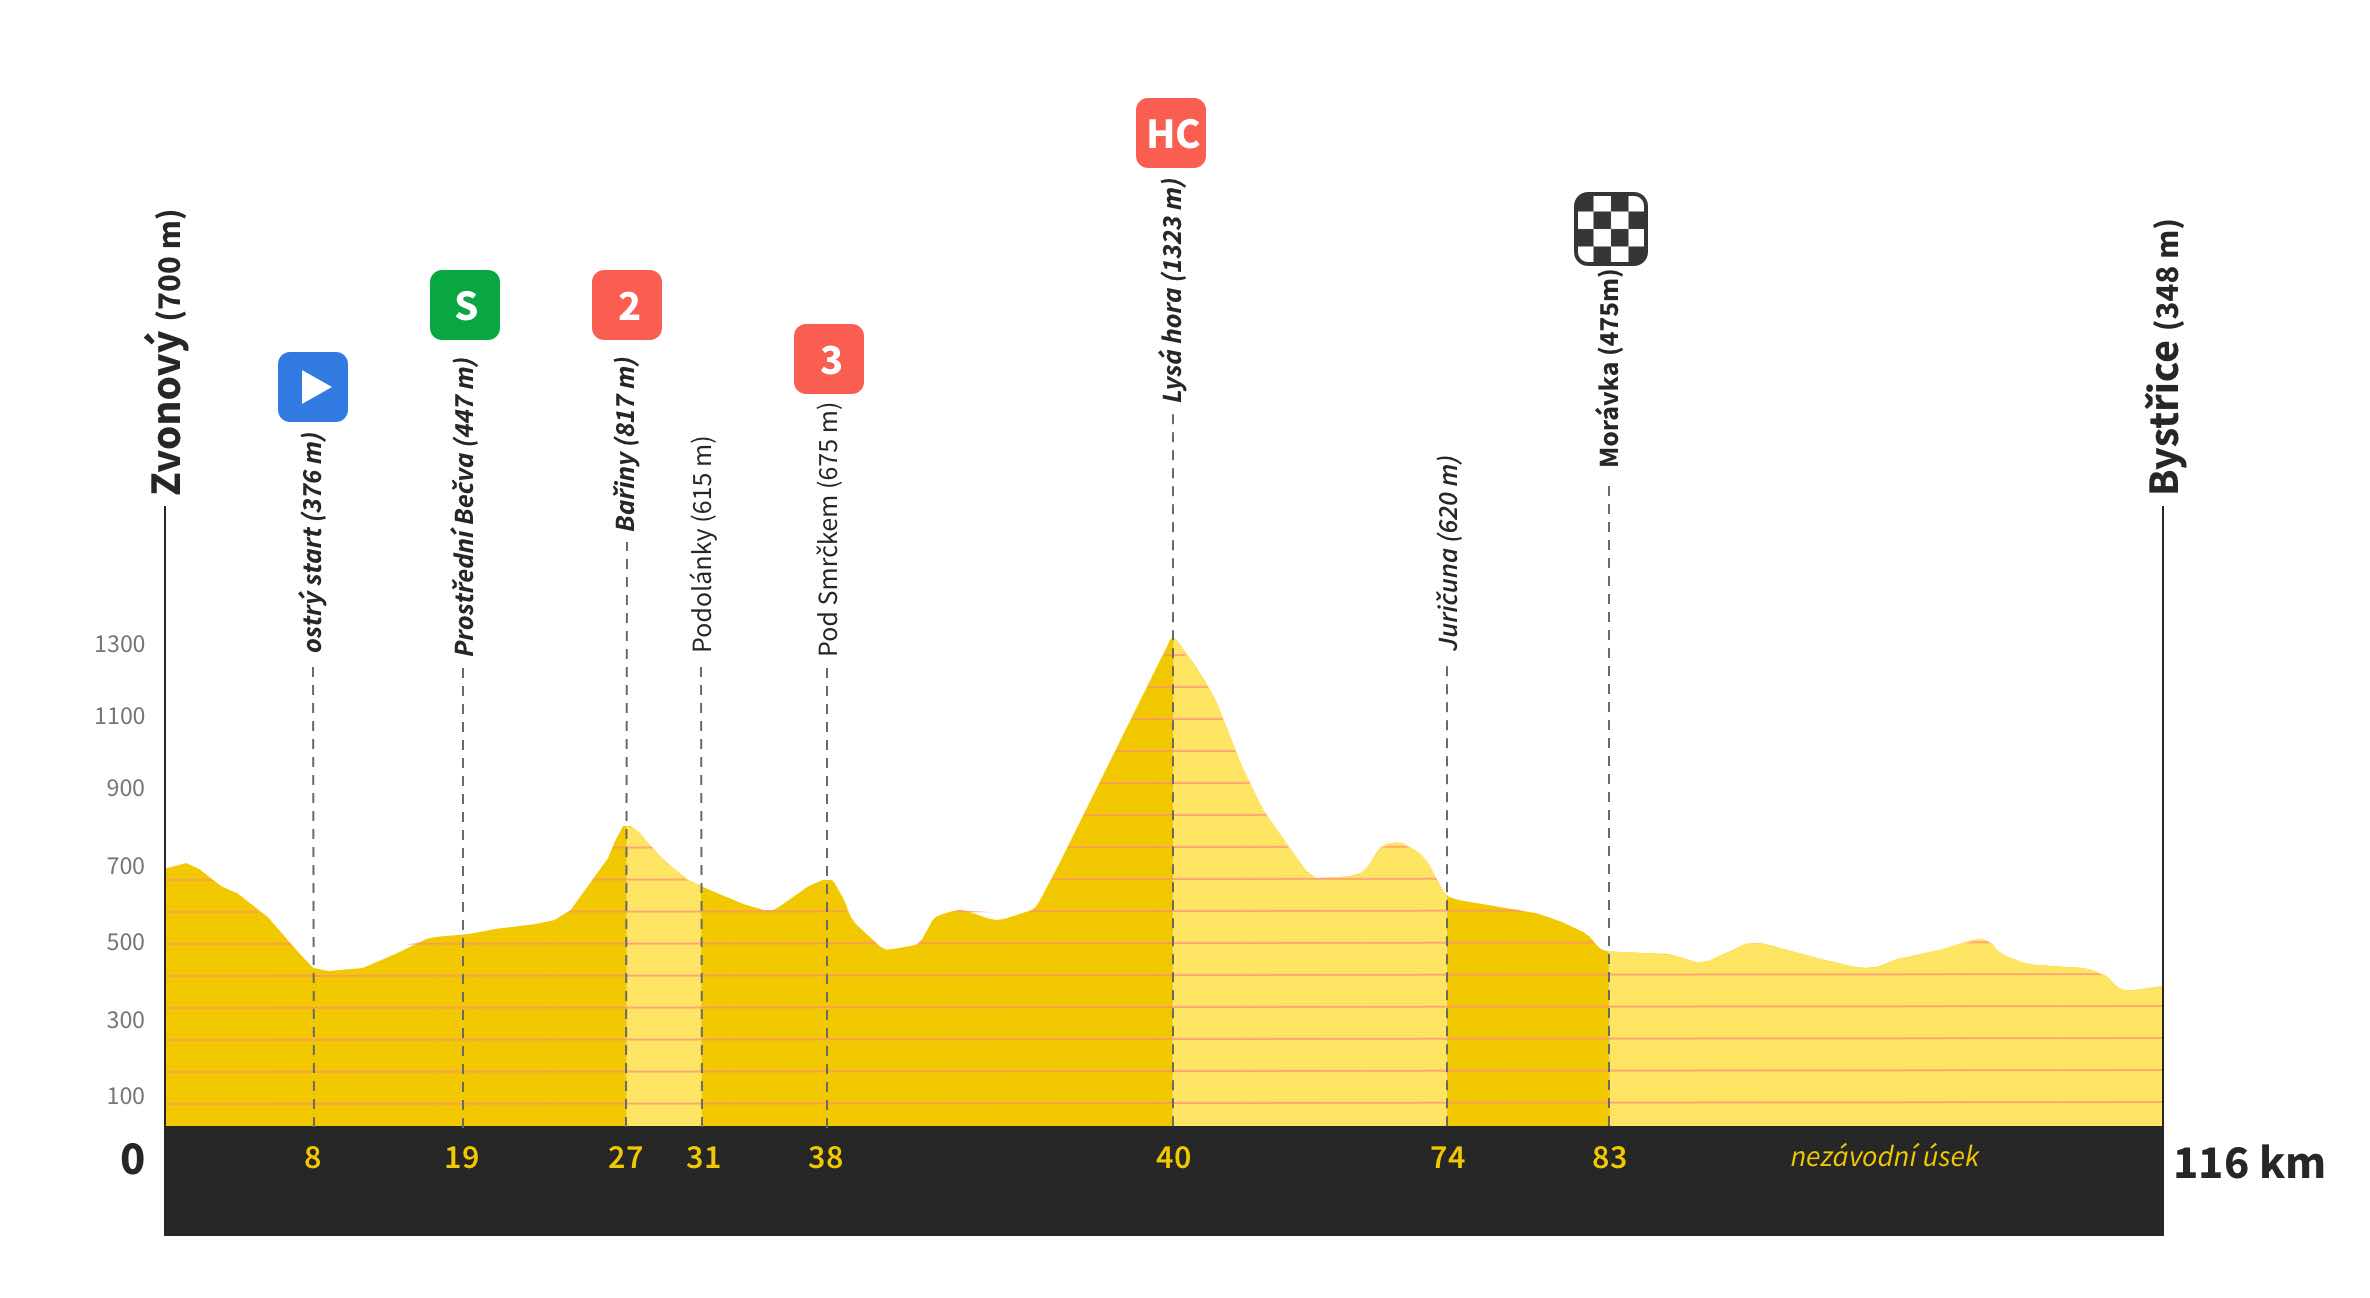 HC
Zvonový (700 m)
ostrý start (376 m)
S
Prostřední Bečva (447 m)
2
Bařiny (817 m)
Podolánky (615 m)
3
Pod Smrčkem (675 m)
Lysá hora (1323 m)
Juričuna (620 m)
Morávka (475m)
Bystřice (348 m)
1300
1100
900
700
500
300
100
0
8
19
27
31
38
40
74
83
nezávodní úsek
116 km